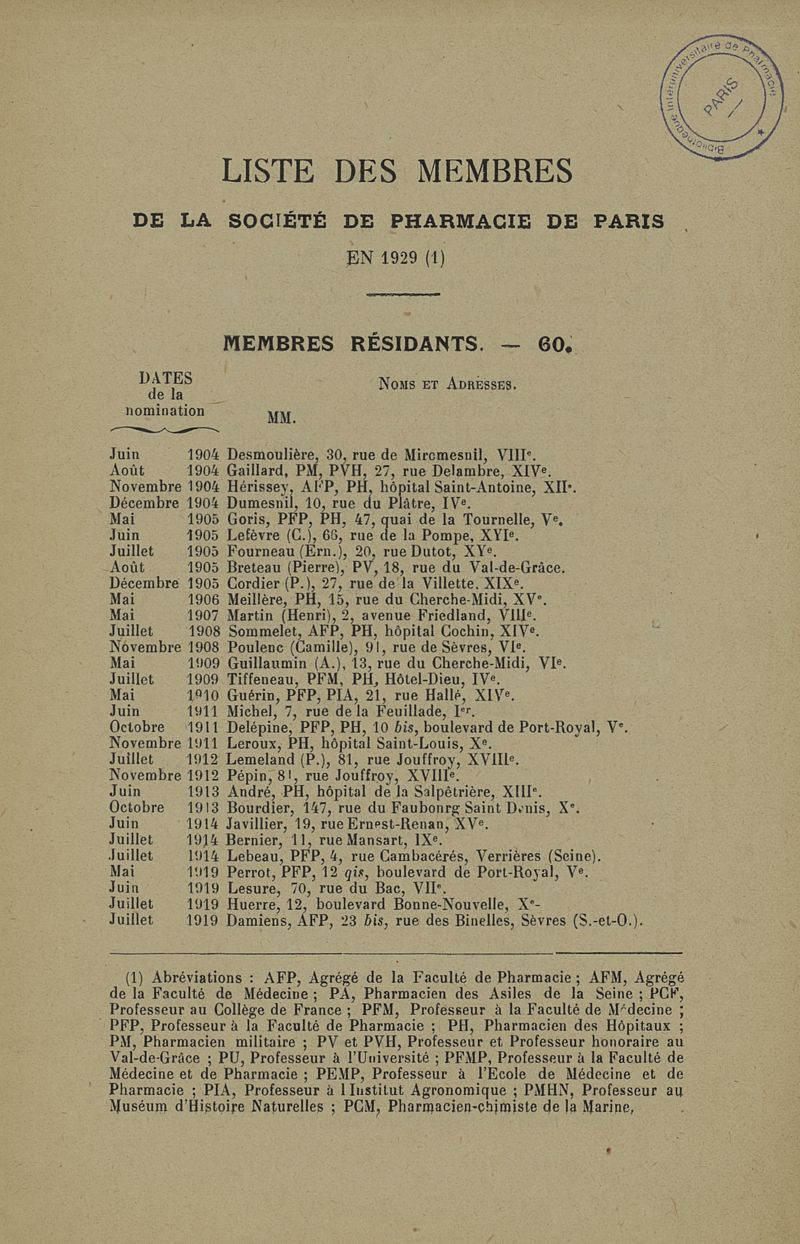 Bibliothèque Interuniversitaire de Pharmacie
PARIS
LISTE DES MEMBRES
DE LA SOCIÉTÉ DE PHARMACIE DE PARIS
EN 1929 (1)
MEMBRES RÉSIDANTS. — 60.
DATES
de la
nomination
NOMS ET ADRESSES.
MM.
Juin 1904 Desmoulière, 30, rue de Miromesnil, VIIIe.
Août 1904 Gaillard, PM, PVH, 27, rue Delambre, XIVe.
Novembre 1904 Hérissey, AFP, PH, hôpital Saint-Antoine, XIIe.
Décembre 1904 Dumesnil, 10, rue du Plâtre, IVe.
Mai 1905 Goris, PFP, PH, 47, quai de la Tournelle, Ve.
Juin 1905 Lefèvre (C.), 66, rue de la Pompe, XVIe.
Juillet 1905 Fourneau (Ern.), 20, rue Dutot, XVe.
Août 1905 Breteau (Pierre), PV, 18, rue du Val-de-Grâce.
Décembre 1905 Cordier (P.), 27, rue de la Villette, XIXe.
Mai 1906 Meillère, PH, 15, rue du Cherche-Midi, XVe.
Mai 1907 Martin (Henri), 2, avenue Friedland, VIIIe.
Juillet 1908 Sommelet, AFP, PH, hôpital Cochin, XIVe.
Novembre 1908 Poulenc (Camille), 91, rue de Sèvres, VIe.
Mai 1909 Guillaumin (A.), 13, rue du Cherche-Midi, VIe.
Juillet 1909 Tiffeneau, PFM, PH, Hôtel-Dieu, IVe.
Mai 1910 Guérin, PFP, PIA, 21, rue Hallé, XIVe.
Juin 1911 Michel, 7, rue de la Feuillade, Ier.
Octobre 1911 Delépine, PFP, PH, 10 bis, boulevard de Port-Royal, Ve.
Novembre 1911 Leroux, PH, hôpital Saint-Louis, Xe.
Juillet 1912 Lemeland (P.), 81, rue Jouffroy, XVIIIe.
Novembre 1912 Pépin, 81, rue Jouffroy, XVIIIe.
Juin 1913 André, PH, hôpital de la Salpêtrière, XIIIe.
Octobre 1913 Bourdier, 147, rue du Faubourg Saint Denis, Xe.
Juin 1914 Javillier, 19, rue Ernest-Renan, XVe.
Juillet 1914 Bernier, 11, rue Mansart, IXe.
Juillet 1914 Lebeau, PFP, 4, rue Cambacérés, Verrières (Seine).
Mai 1919 Perrot, PFP, 12 qis, boulevard de Port-Royal, Ve.
Juin 1919 Lesure, 70, rue du Bac, VIIe.
Juillet 1919 Huerre, 12, boulevard Bonne-Nouvelle, Xe-
Juillet 1919 Damiens, AFP, 23 bis, rue des Binelles, Sèvres (S.-et-O.).
(1) Abréviations : AFP, Agrégé de la Faculté de Pharmacie ; AFM, Agrégé
de la Faculté de Médecine ; PA, Pharmacien des Asiles de la Seine ; PCF,
Professeur au Collège de France ; PFM, Professeur à la Faculté de Médecine ;
PFP, Professeur à la Faculté de Pharmacie ; PH, Pharmacien des Hôpitaux ;
PM, Pharmacien militaire ; PV et PVH, Professeur et Professeur honoraire au
Val-de-Grâce ; PU, Professeur à l'Université ; PFMP, Professeur à la Faculté de
Médecine et de Pharmacie ; PEMP, Professeur à l'Ecole de Médecine et de
Pharmacie ; PIA, Professeur à l Institut Agronomique ; PMHN, Professeur au
Muséum d'Histoire Naturelles ; PCM, Pharmacien-chimiste de la Marine,